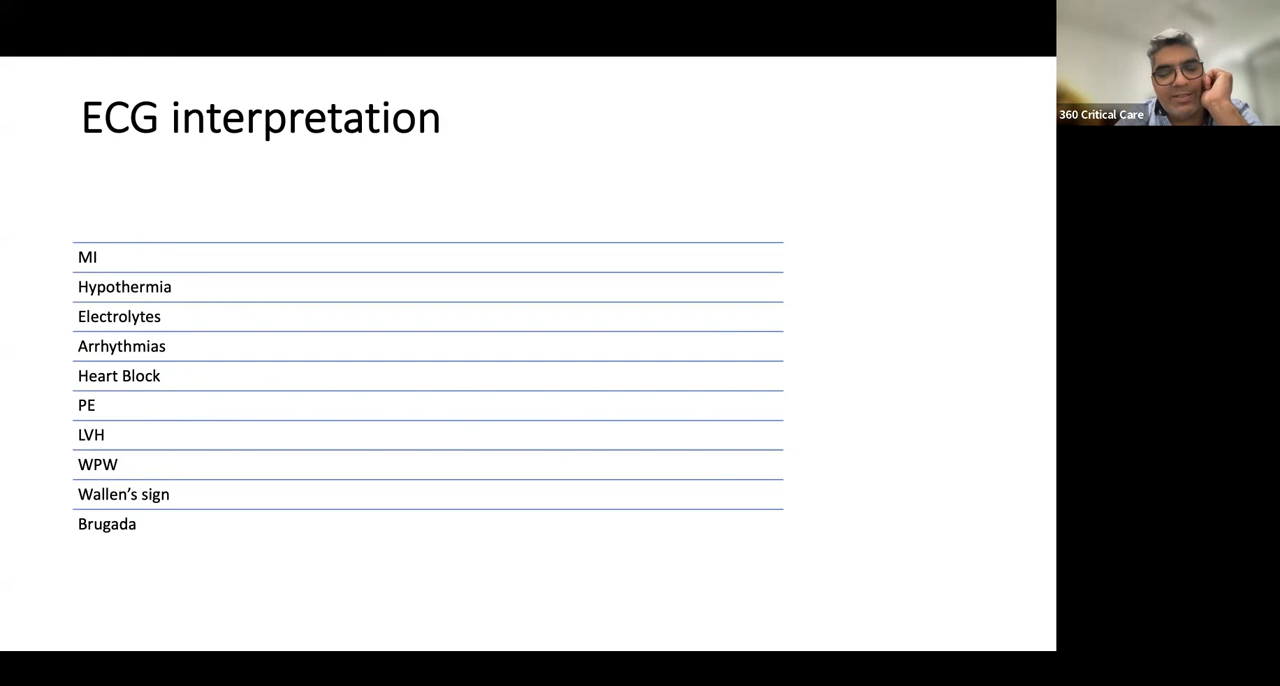 ECG interpretation
360 Critical Care
MI
Hypothermia
Electrolytes
Arrhythmias
Heart Block
PE
LVH
WPW
Wallen’s sign
Brugada